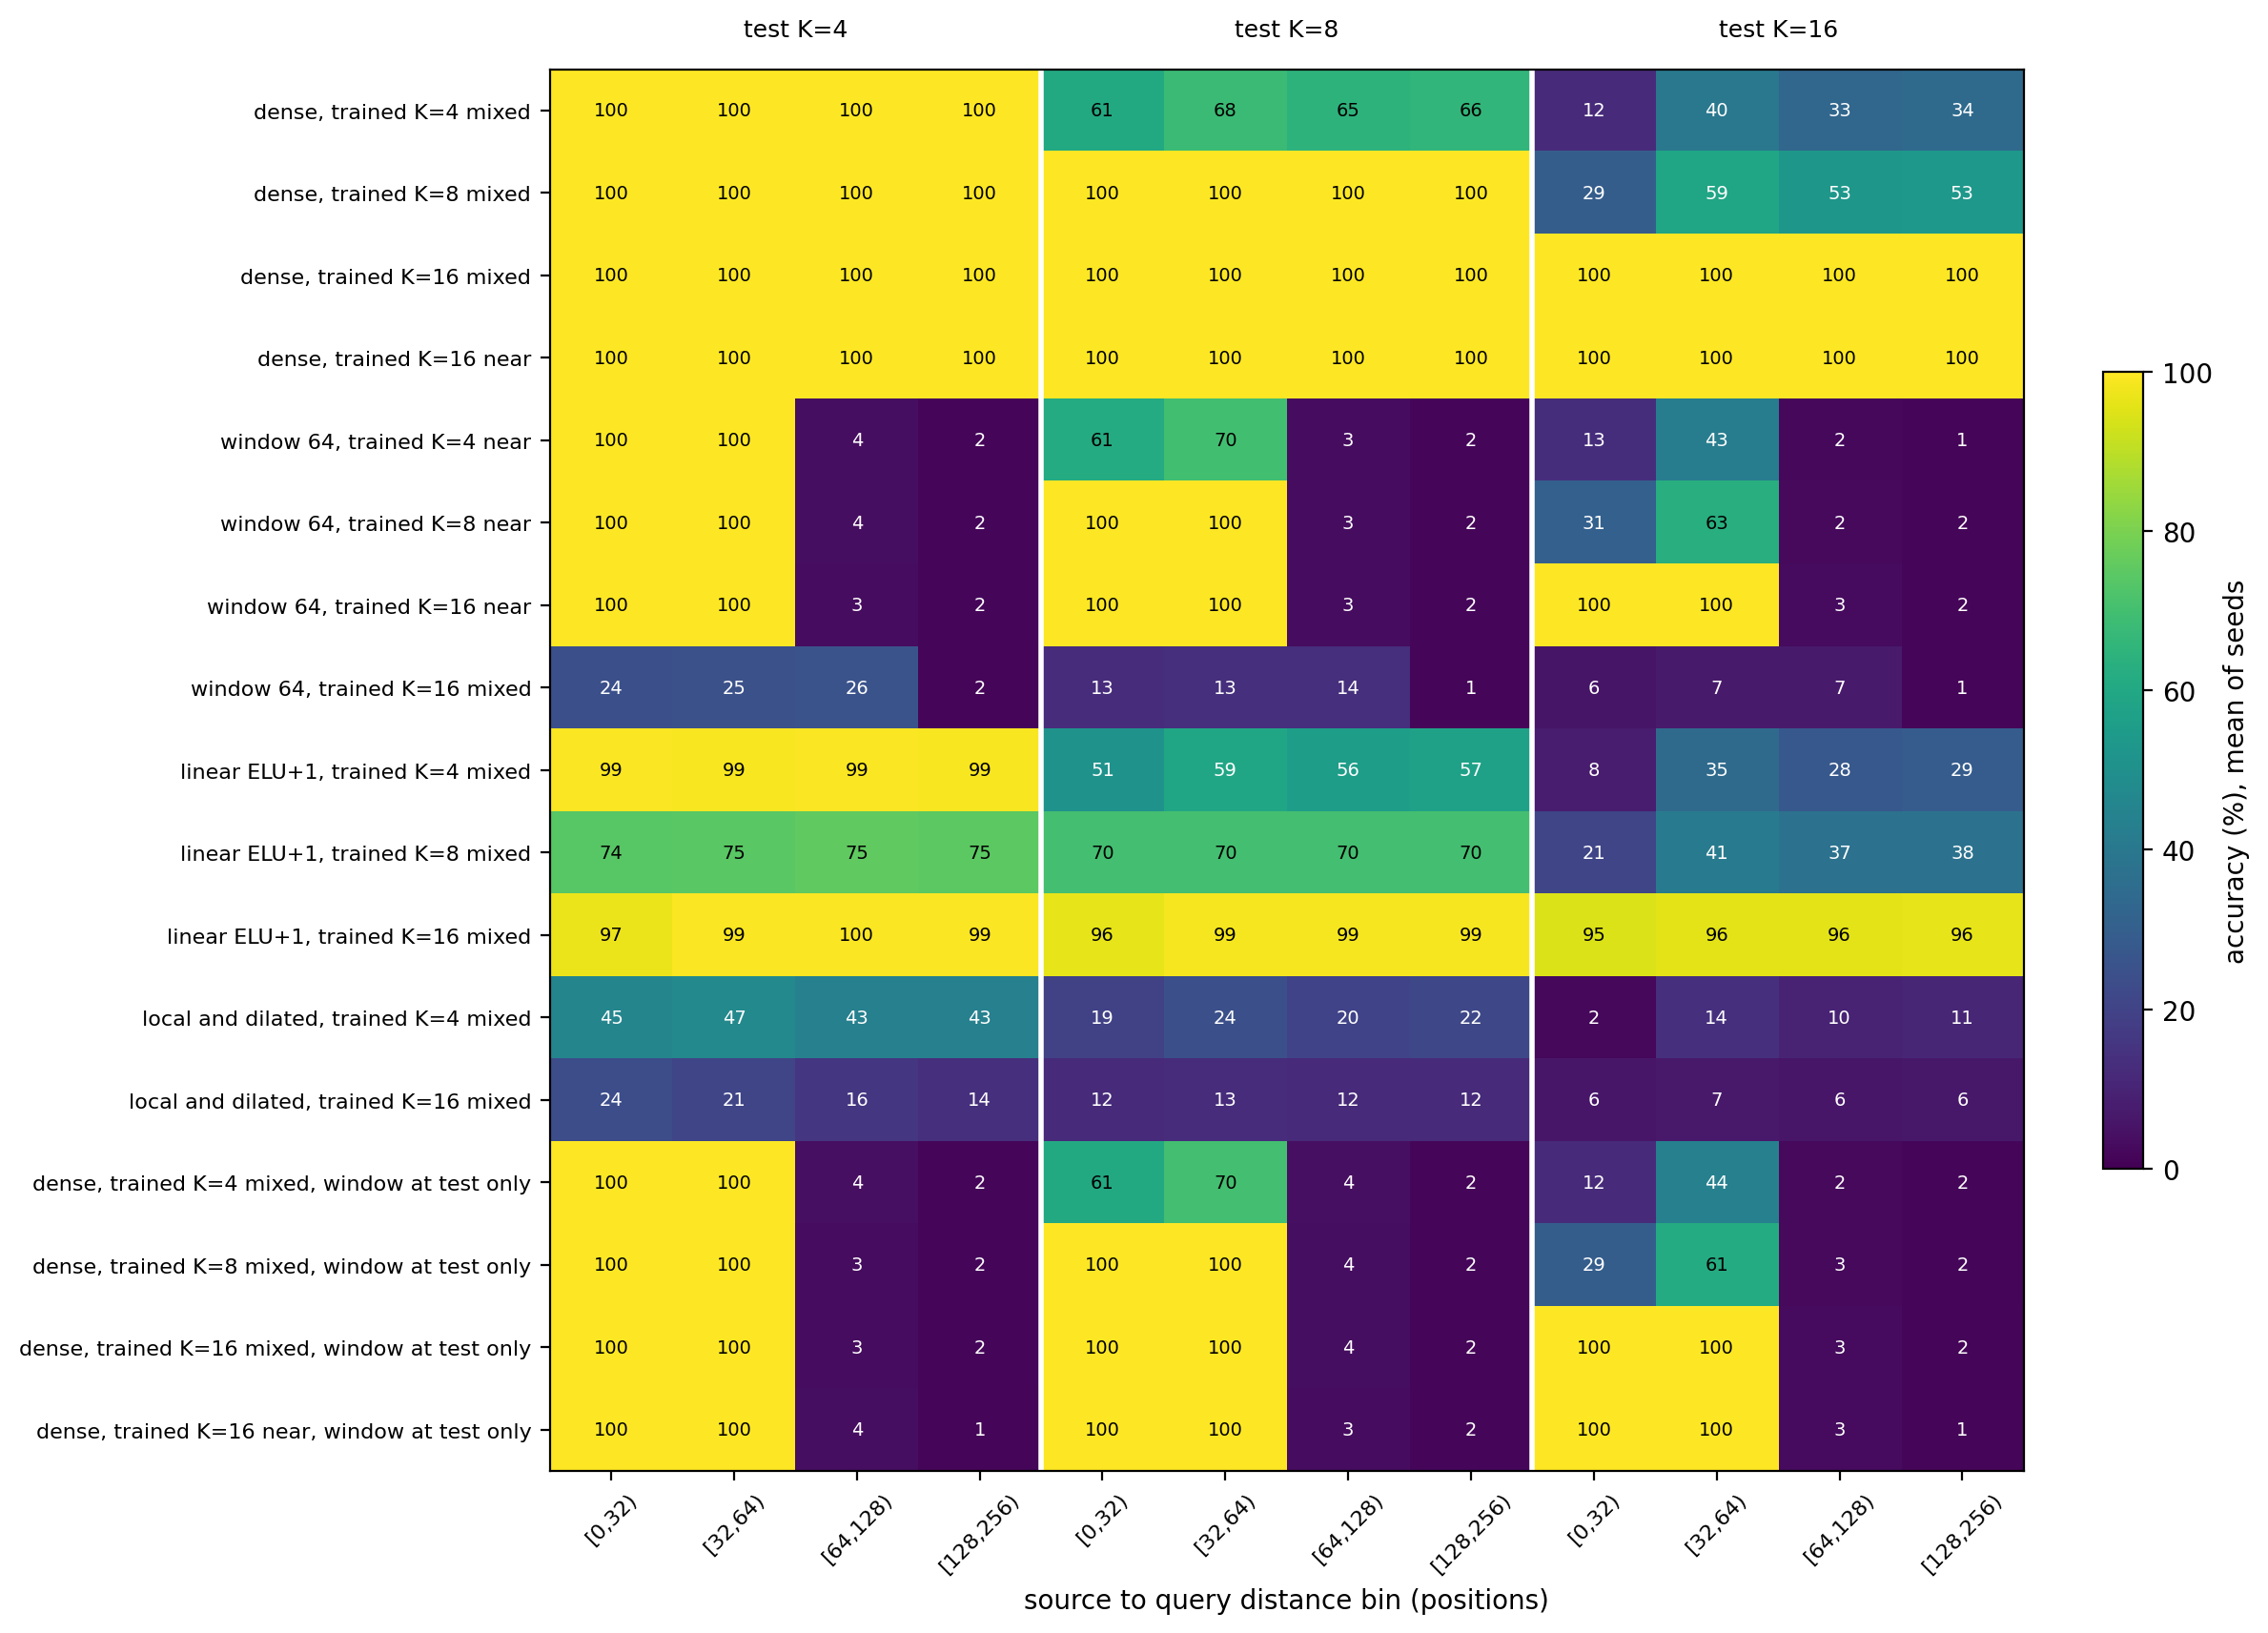 test K=4 test K=8 test K=16
dense, trained K=4 mixed 100 100 100 100 61 68 65 66 12 40 33 34
dense, trained K=8 mixed 100 100 100 100 100 100 100 100 29 59 53 53
dense, trained K=16 mixed 100 100 100 100 100 100 100 100 100 100 100 100
dense, trained K=16 near 100 100 100 100 100 100 100 100 100 100 100 100
window 64, trained K=4 near 100 100 4 2 61 70 3 2 13 43 2 1
window 64, trained K=8 near 100 100 4 2 100 100 3 2 31 63 2 2
window 64, trained K=16 near 100 100 3 2 100 100 3 2 100 100 3 2
window 64, trained K=16 mixed 24 25 26 2 13 13 14 1 6 7 7 1
linear ELU+1, trained K=4 mixed 99 99 99 99 51 59 56 57 8 35 28 29
linear ELU+1, trained K=8 mixed 74 75 75 75 70 70 70 70 21 41 37 38
linear ELU+1, trained K=16 mixed 97 99 100 99 96 99 99 99 95 96 96 96
local and dilated, trained K=4 mixed 45 47 43 43 19 24 20 22 2 14 10 11
local and dilated, trained K=16 mixed 24 21 16 14 12 13 12 12 6 7 6 6
dense, trained K=4 mixed, window at test only 100 100 4 2 61 70 4 2 12 44 2 2
dense, trained K=8 mixed, window at test only 100 100 3 2 100 100 4 2 29 61 3 2
dense, trained K=16 mixed, window at test only 100 100 3 2 100 100 4 2 100 100 3 2
dense, trained K=16 near, window at test only 100 100 4 1 100 100 3 2 100 100 3 1
[0,32) [32,64) [64,128) [128,256) [0,32) [32,64) [64,128) [128,256) [0,32) [32,64) [64,128) [128,256)
source to query distance bin (positions)
100
80
60
40
20
0
accuracy (%), mean of seeds